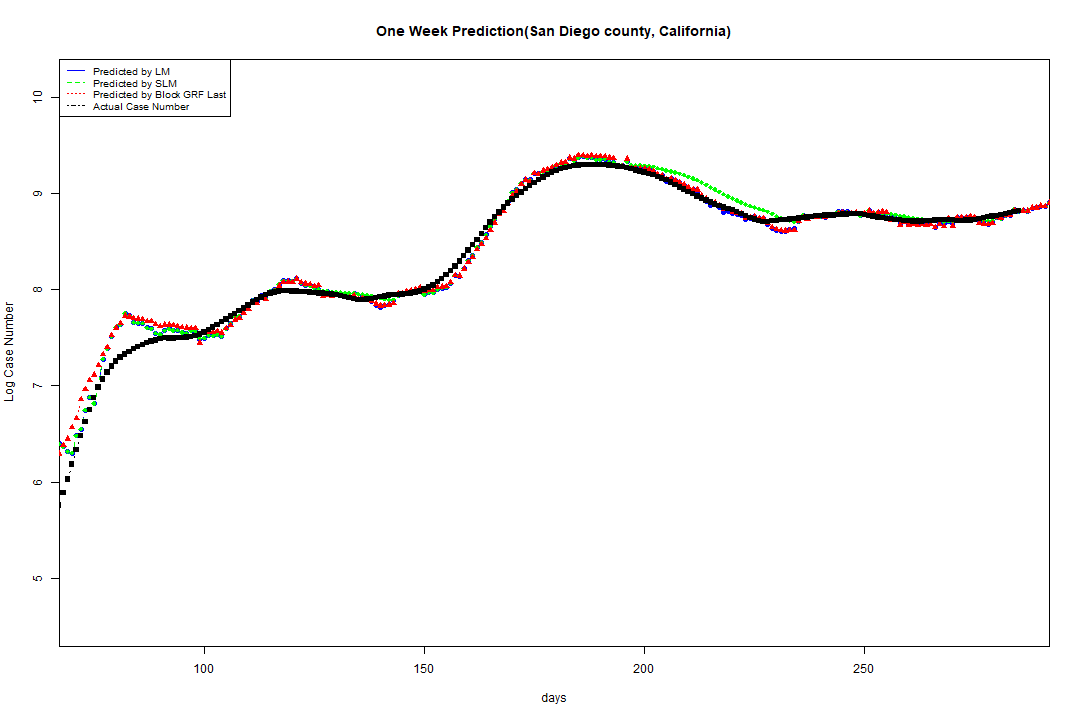 One Week Prediction(San Diego county, California)
Predicted by LM
Predicted by SLM
Predicted by Block GRF Last
Actual Case Number
10
9
8
7
6
5
Log Case Number
100 150 200 250
days